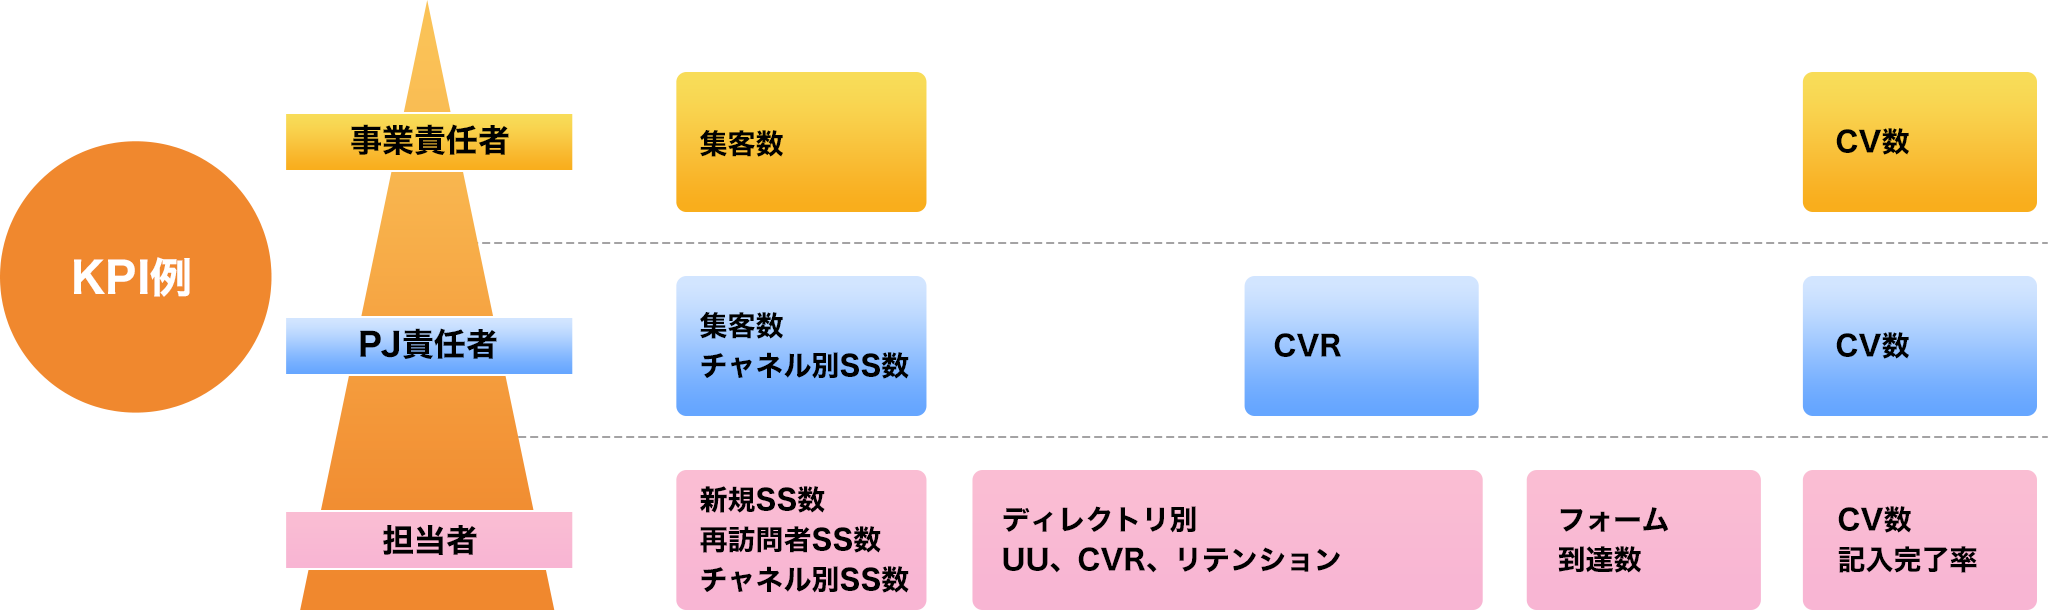 KPI例
事業責任者
集客数
CV数
PJ責任者
集客数
チャネル別SS数
CVR
CV数
担当者
新規SS数
再訪問者SS数
チャネル別SS数
ディレクトリ別
UU、CVR、リテンション
フォーム
到達数
CV数
記入完了率